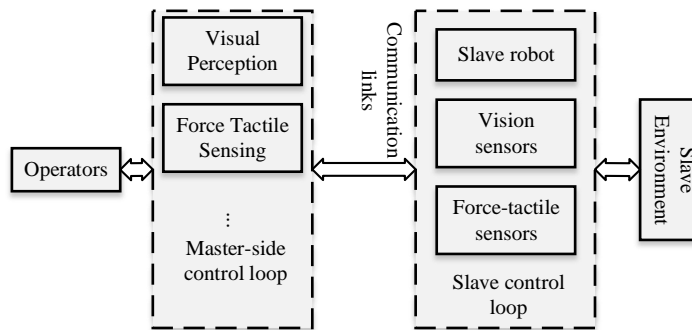 Operators
Visual
Perception
Force Tactile
Sensing
...
Master-side
control loop
Communication
links
Slave robot
Vision
sensors
Force-tactile
sensors
Slave control
loop
Slave
Environment